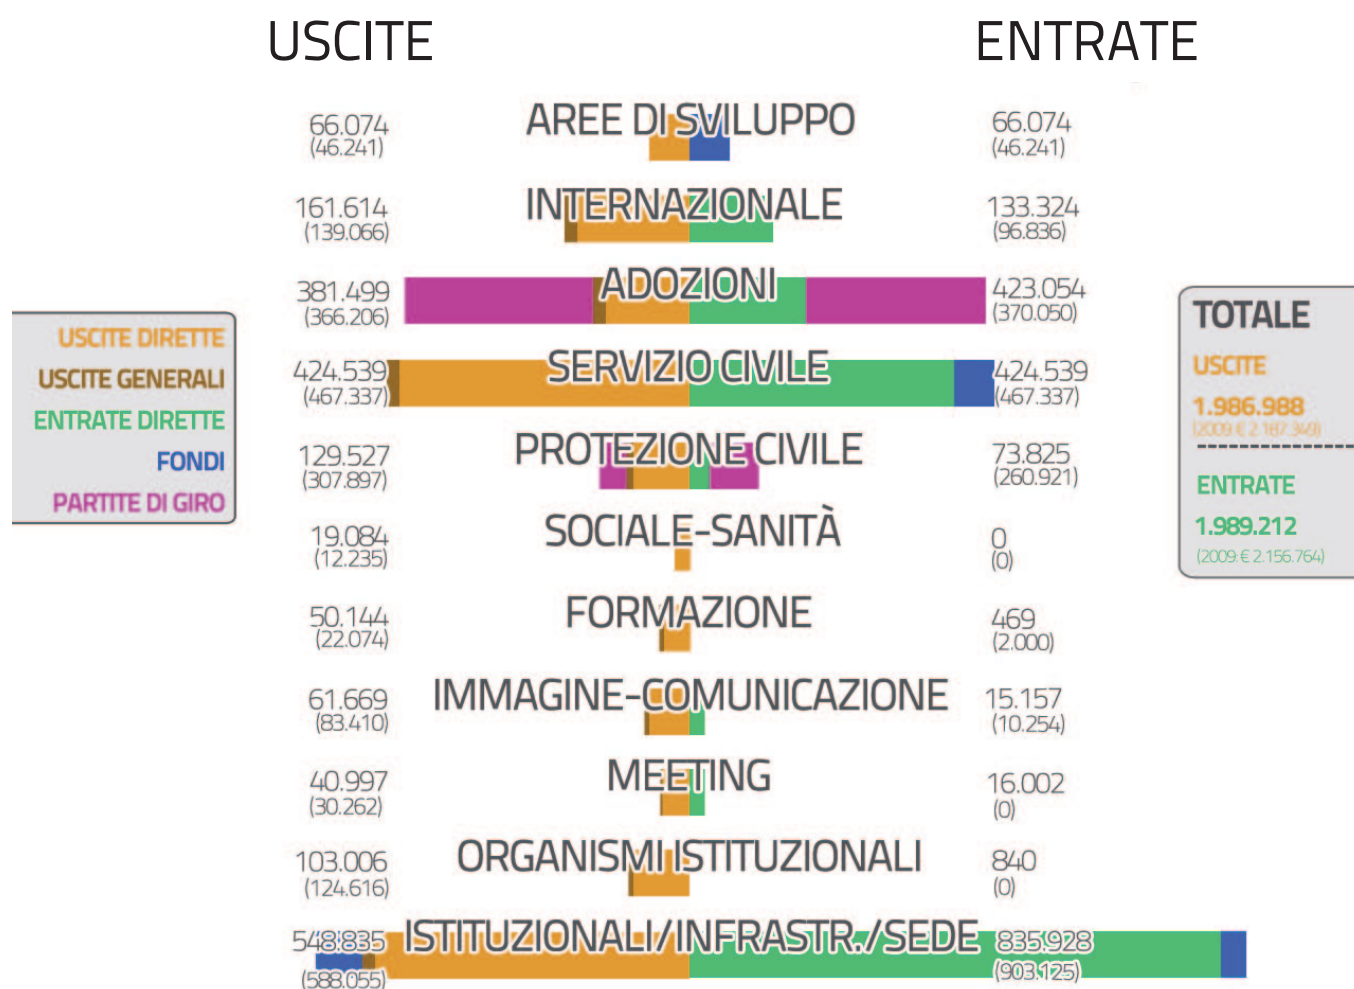 USCITE
ENTRATE
66.074
(46.241)
AREE DI SVILUPPO
66.074
(46.241)
161.614
(139.066)
INTERNAZIONALE
133.324
(96.836)
381.499
(366.206)
ADOZIONI
423.054
(370.050)
424.539
(467.337)
SERVIZIO CIVILE
424.539
(467.337)
129.527
(307.897)
PROTEZIONE CIVILE
73.825
(260.921)
19.084
(12.235)
SOCIALE-SANITÀ
0
(0)
50.144
(22.074)
FORMAZIONE
469
(2.000)
61.669
(83.410)
IMMAGINE-COMUNICAZIONE
15.157
(10.254)
40.997
(30.262)
MEETING
16.002
(0)
103.006
(124.616)
ORGANISMI ISTITUZIONALI
840
(0)
548.835
(588.055)
ISTITUZIONALI/INFRASTR./SEDE
835.928
(903.125)
USCITE DIRETTE
USCITE GENERALI
ENTRATE DIRETTE
FONDI
PARTITE DI GIRO
TOTALE
USCITE
1.986.988
(2009: € 2.187.349)
ENTRATE
1.989.212
(2009: € 2.156.764)